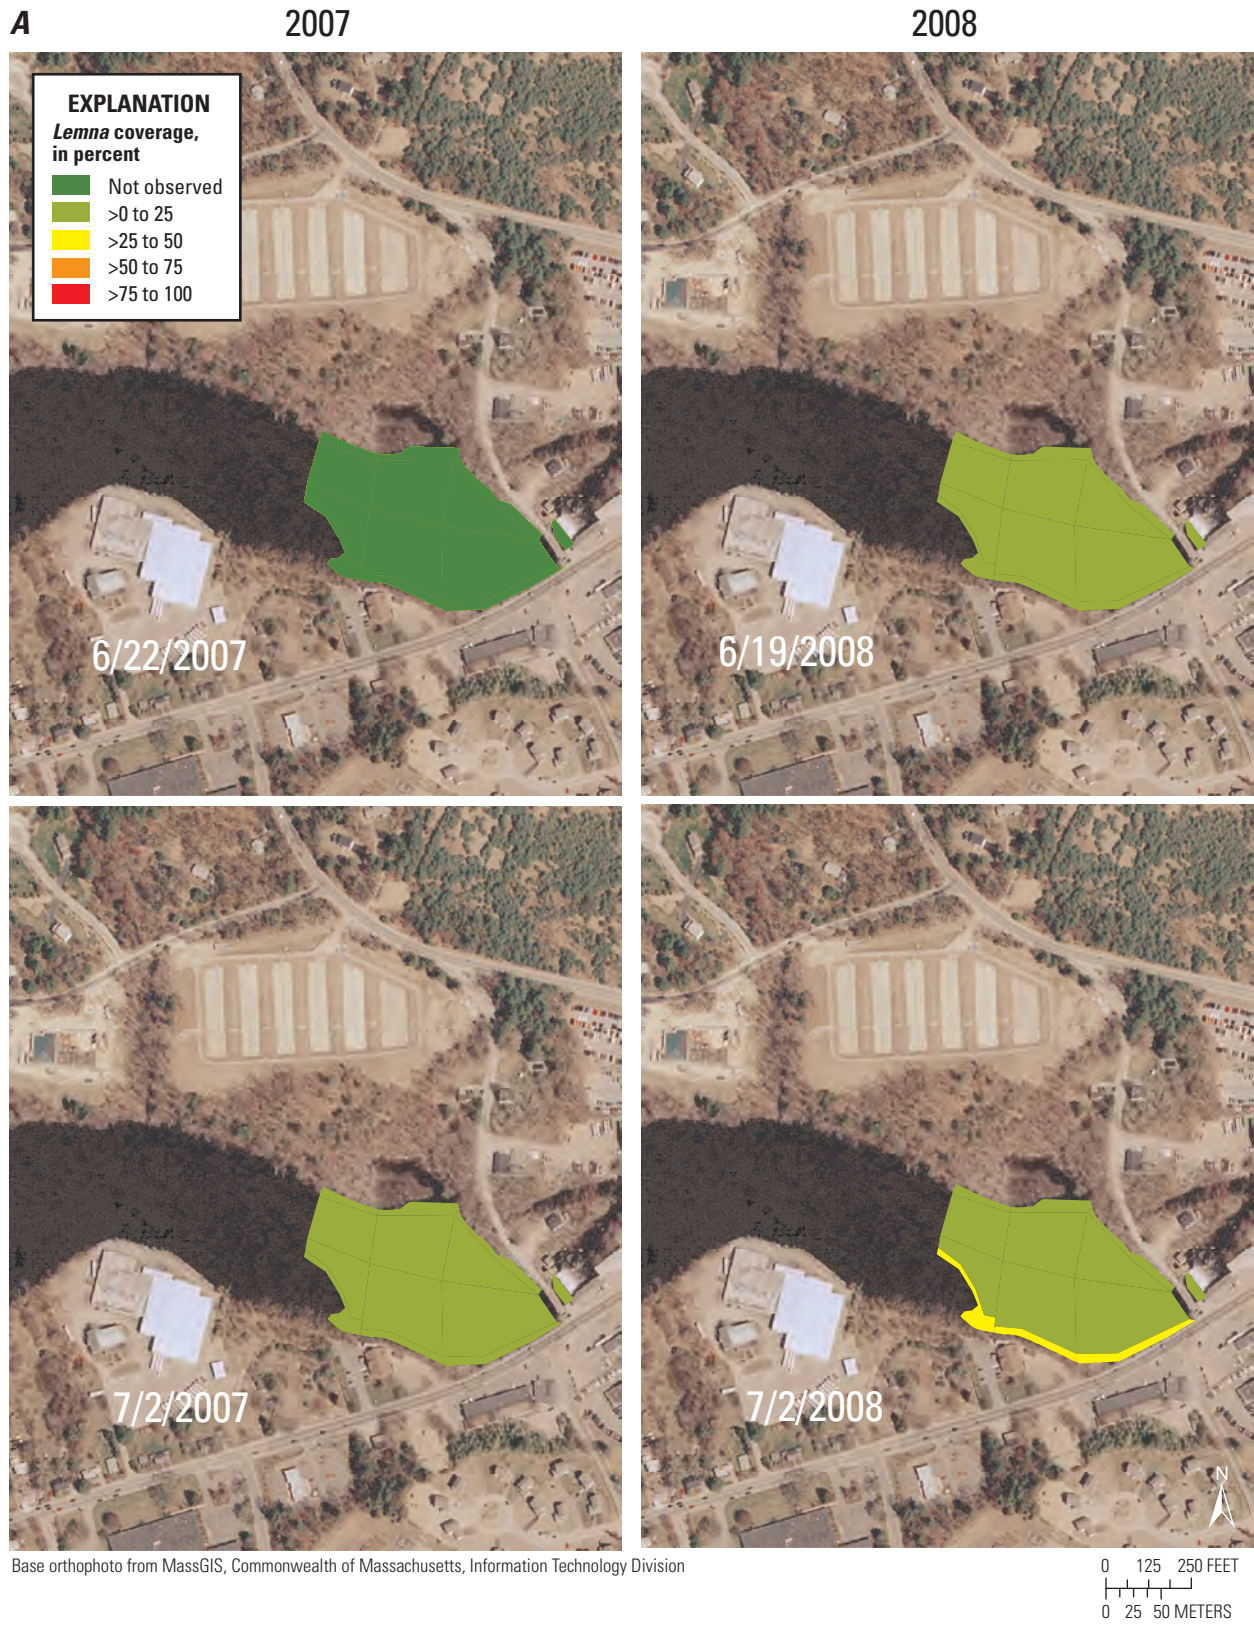 A
2007
2008
EXPLANATION
Lemna coverage,
in percent
Not observed
>0 to 25
>25 to 50
>50 to 75
>75 to 100
6/22/2007
6/19/2008
7/2/2007
7/2/2008
N
Base orthophoto from MassGIS, Commonwealth of Massachusetts, Information Technology Division
0 125 250 FEET
0 25 50 METERS